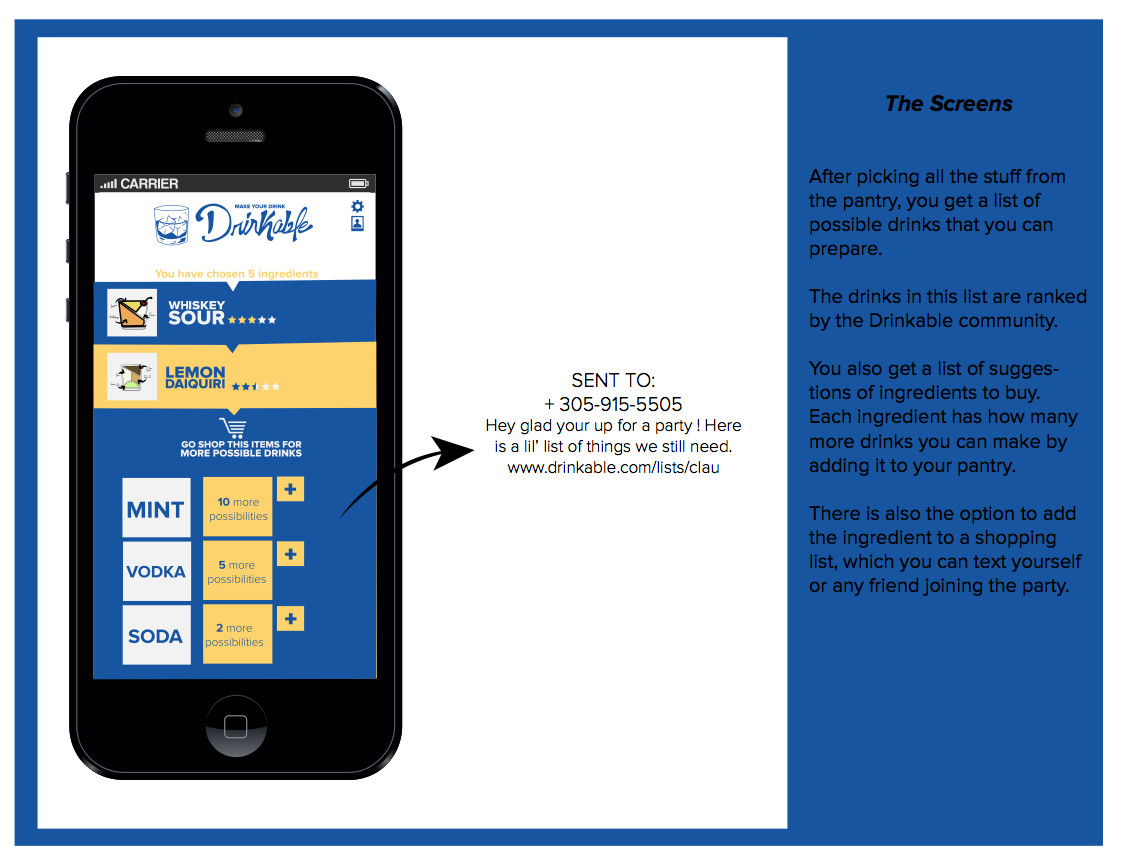 CARRIER
MAKE YOUR DRINK
Drinkable
You have chosen 5 ingredients
WHISKEY
SOUR
LEMON
DAIQUIRI
GO SHOP THIS ITEMS FOR
MORE POSSIBLE DRINKS
MINT
10 more
possibilities
+
VODKA
5 more
possibilities
+
SODA
2 more
possibilities
+
SENT TO:
+ 305-915-5505
Hey glad your up for a party ! Here
is a lil’ list of things we still need.
www.drinkable.com/lists/clau
The Screens
After picking all the stuff from
the pantry, you get a list of
possible drinks that you can
prepare.
The drinks in this list are ranked
by the Drinkable community.
You also get a list of sugges-
tions of ingredients to buy.
Each ingredient has how many
more drinks you can make by
adding it to your pantry.
There is also the option to add
the ingredient to a shopping
list, which you can text yourself
or any friend joining the party.